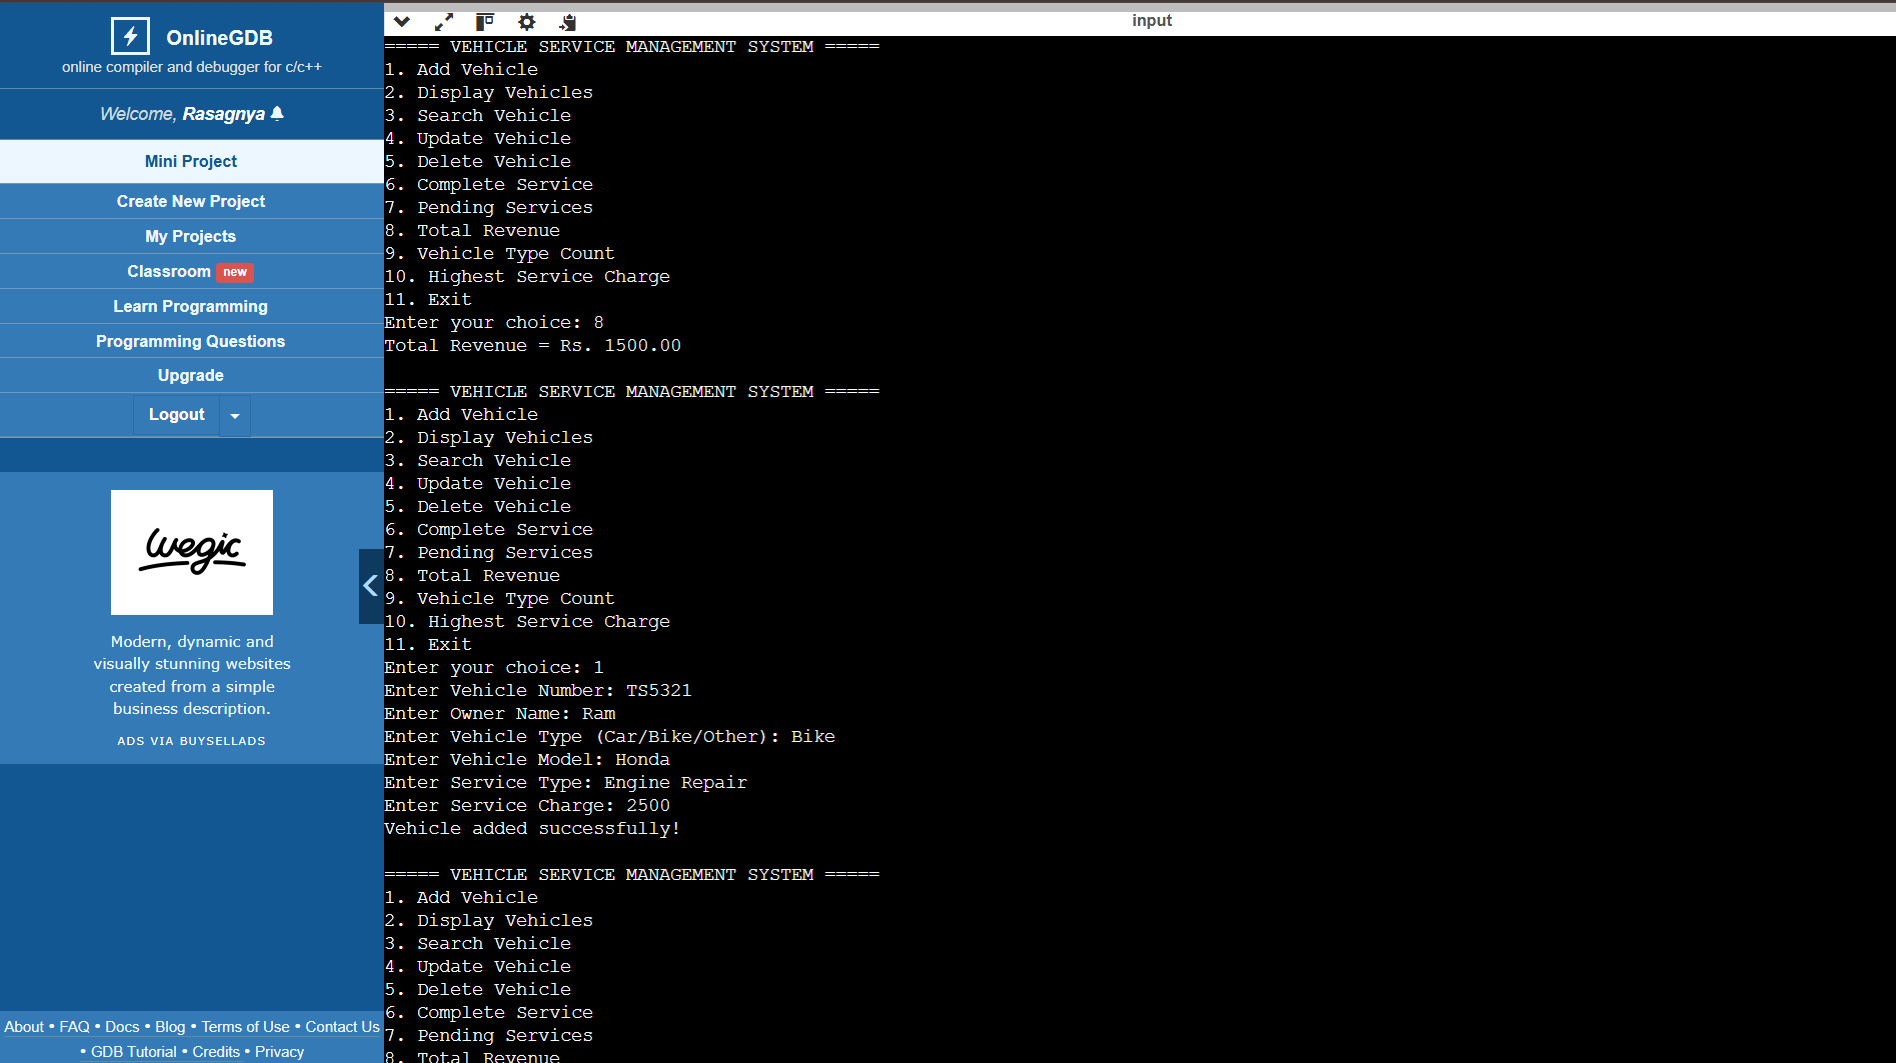 OnlineGDB
online compiler and debugger for c/c++
Welcome, Rasagnya
Mini Project
Create New Project
My Projects
Classroom new
Learn Programming
Programming Questions
Upgrade
Logout
wegic
Modern, dynamic and
visually stunning websites
created from a simple
business description.
ADS VIA BUYSELLADS
About • FAQ • Docs • Blog • Terms of Use • Contact Us
• GDB Tutorial • Credits • Privacy
input
===== VEHICLE SERVICE MANAGEMENT SYSTEM =====
1. Add Vehicle
2. Display Vehicles
3. Search Vehicle
4. Update Vehicle
5. Delete Vehicle
6. Complete Service
7. Pending Services
8. Total Revenue
9. Vehicle Type Count
10. Highest Service Charge
11. Exit
Enter your choice: 8
Total Revenue = Rs. 1500.00
===== VEHICLE SERVICE MANAGEMENT SYSTEM =====
1. Add Vehicle
2. Display Vehicles
3. Search Vehicle
4. Update Vehicle
5. Delete Vehicle
6. Complete Service
7. Pending Services
8. Total Revenue
9. Vehicle Type Count
10. Highest Service Charge
11. Exit
Enter your choice: 1
Enter Vehicle Number: TS5321
Enter Owner Name: Ram
Enter Vehicle Type (Car/Bike/Other): Bike
Enter Vehicle Model: Honda
Enter Service Type: Engine Repair
Enter Service Charge: 2500
Vehicle added successfully!
===== VEHICLE SERVICE MANAGEMENT SYSTEM =====
1. Add Vehicle
2. Display Vehicles
3. Search Vehicle
4. Update Vehicle
5. Delete Vehicle
6. Complete Service
7. Pending Services
8. Total Revenue